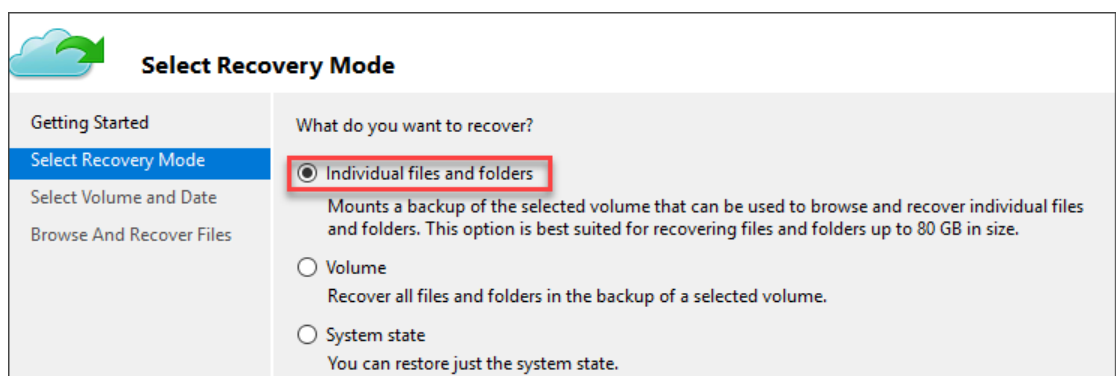 Select Recovery Mode
Getting Started
Select Recovery Mode
Select Volume and Date
Browse And Recover Files
What do you want to recover?
Individual files and folders
Mounts a backup of the selected volume that can be used to browse and recover individual files
and folders. This option is best suited for recovering files and folders up to 80 GB in size.
Volume
Recover all files and folders in the backup of a selected volume.
System state
You can restore just the system state.